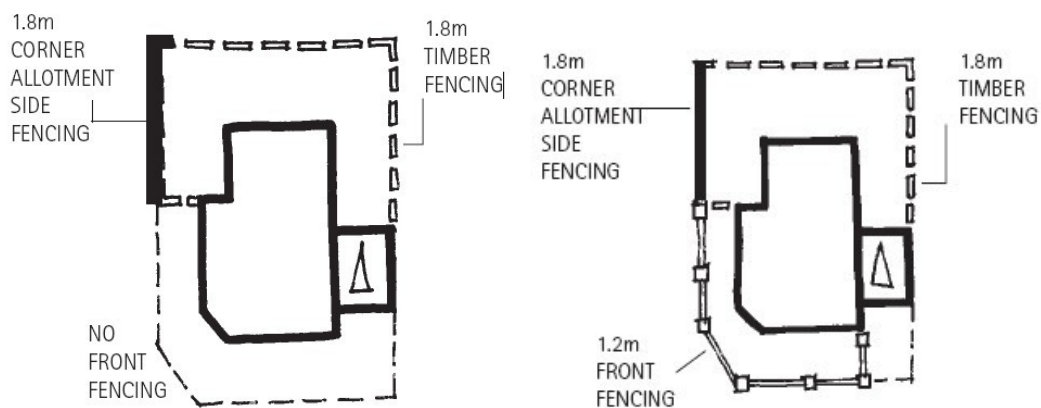 1.8m
CORNER
ALLOTMENT
SIDE
FENCING
1.8m
TIMBER
FENCING
NO
FRONT
FENCING
1.8m
CORNER
ALLOTMENT
SIDE
FENCING
1.8m
TIMBER
FENCING
1.2m
FRONT
FENCING